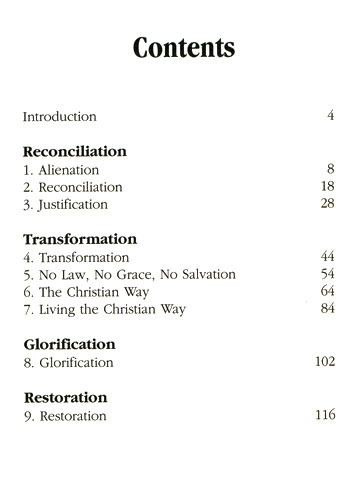 Contents
Introduction 4
Reconciliation
1. Alienation 8
2. Reconciliation 18
3. Justification 28
Transformation
4. Transformation 44
5. No Law, No Grace, No Salvation 54
6. The Christian Way 64
7. Living the Christian Way 84
Glorification
8. Glorification 102
Restoration
9. Restoration 116